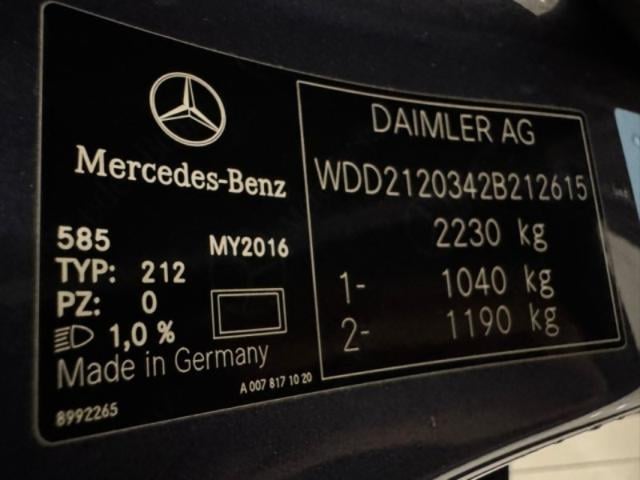 Mercedes-Benz
585 MY2016
TYP: 212
PZ: 0
1,0 %
Made in Germany
A 007 817 10 20
8992265
DAIMLER AG
WDD2120342B212615
2230 kg
1- 1040 kg
2- 1190 kg